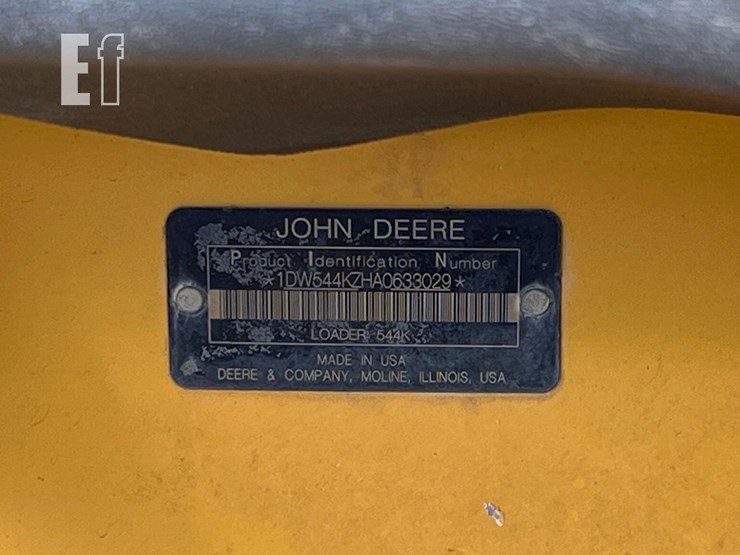 Ef
JOHN DEERE
Product Identification Number
*1DW544KZHA0633029*
LOADER 544K
MADE IN USA
DEERE & COMPANY, MOLINE, ILLINOIS, USA